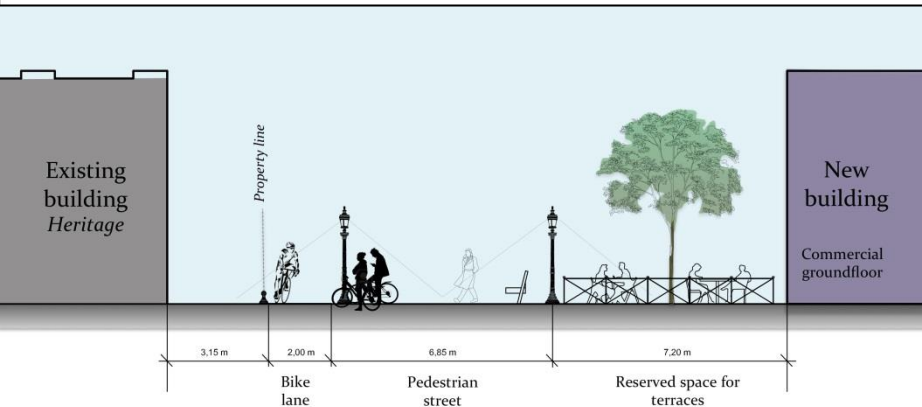 Existing
building
Heritage
Property line
New
building
Commercial
groundfloor
3,15 m
2,00 m
6,85 m
7,20 m
Bike
lane
Pedestrian
street
Reserved space for
terraces